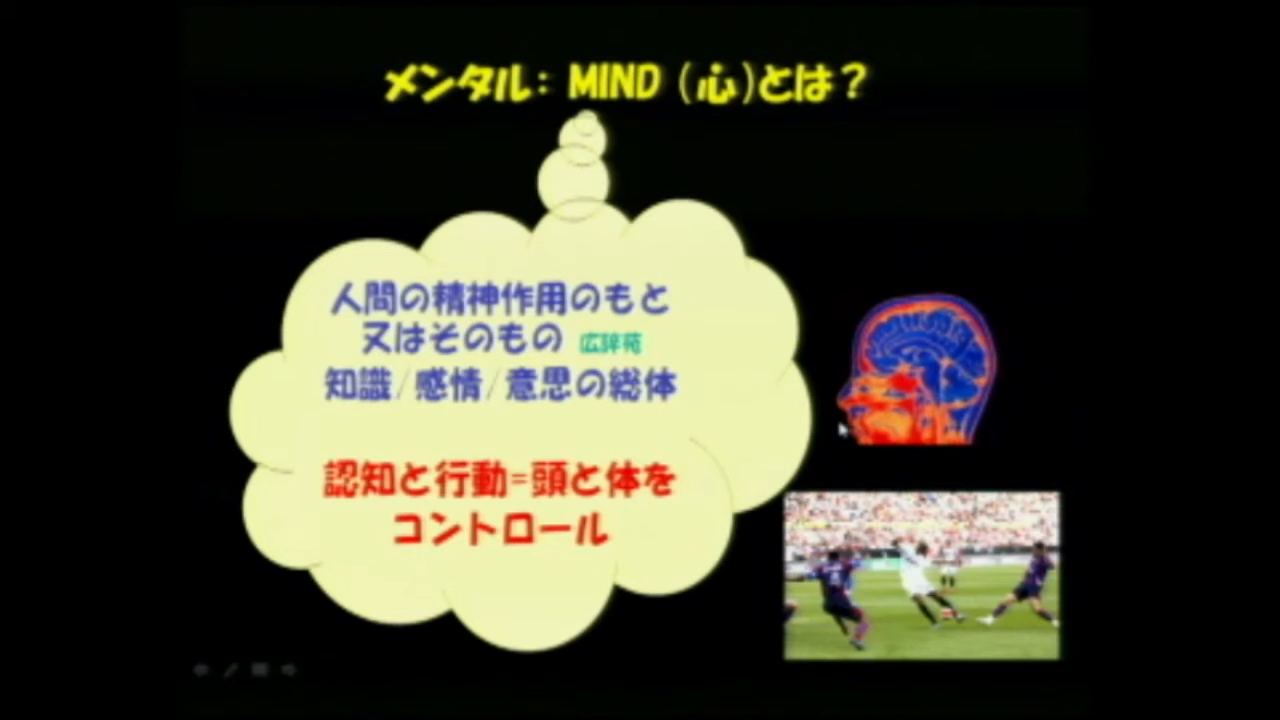 メンタル: MIND (心)とは?
人間の精神作用のもと
又はそのもの 広辞苑
知識/感情/意思の総体
認知と行動=頭と体を
コントロール